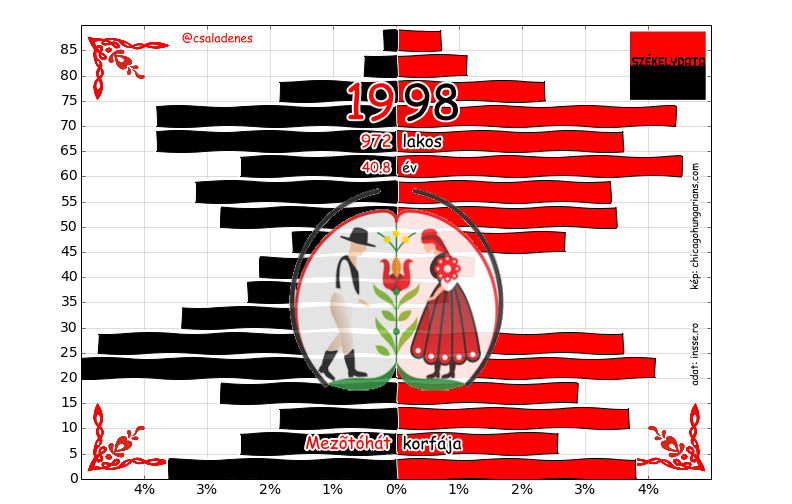 @csaladenes
SZÉKELYDATA
1998
972 lakos
40.8 év
kép: chicagohungarians.com
adat: insse.ro
Mezőtóhát korfája
85
80
75
70
65
60
55
50
45
40
35
30
25
20
15
10
5
0
4% 3% 2% 1% 0% 1% 2% 3% 4%